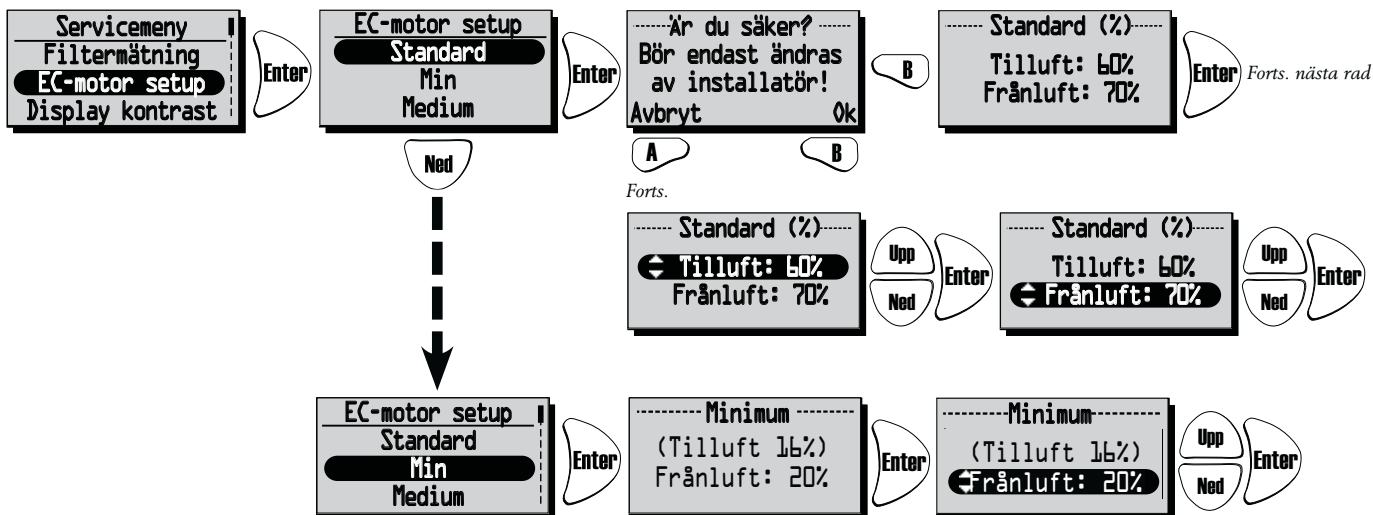 Servicemeny
Filtermätning
EC-motor setup
Display kontrast
Enter
EC-motor setup
Standard
Min
Medium
Enter
Är du säker?
Bör endast ändras
av installatör!
Avbryt Ok
B
Standard (%)
Tilluft: 60%
Frånluft: 70%
Enter
Forts. nästa rad
Ned
A
B
Forts.
Standard (%)
Tilluft: 60%
Frånluft: 70%
Upp
Ned
Enter
Standard (%)
Tilluft: 60%
Frånluft: 70%
Upp
Ned
Enter
EC-motor setup
Standard
Min
Medium
Enter
Minimum
(Tilluft 16%)
Frånluft: 20%
Enter
Minimum
(Tilluft 16%)
Frånluft: 20%
Upp
Ned
Enter